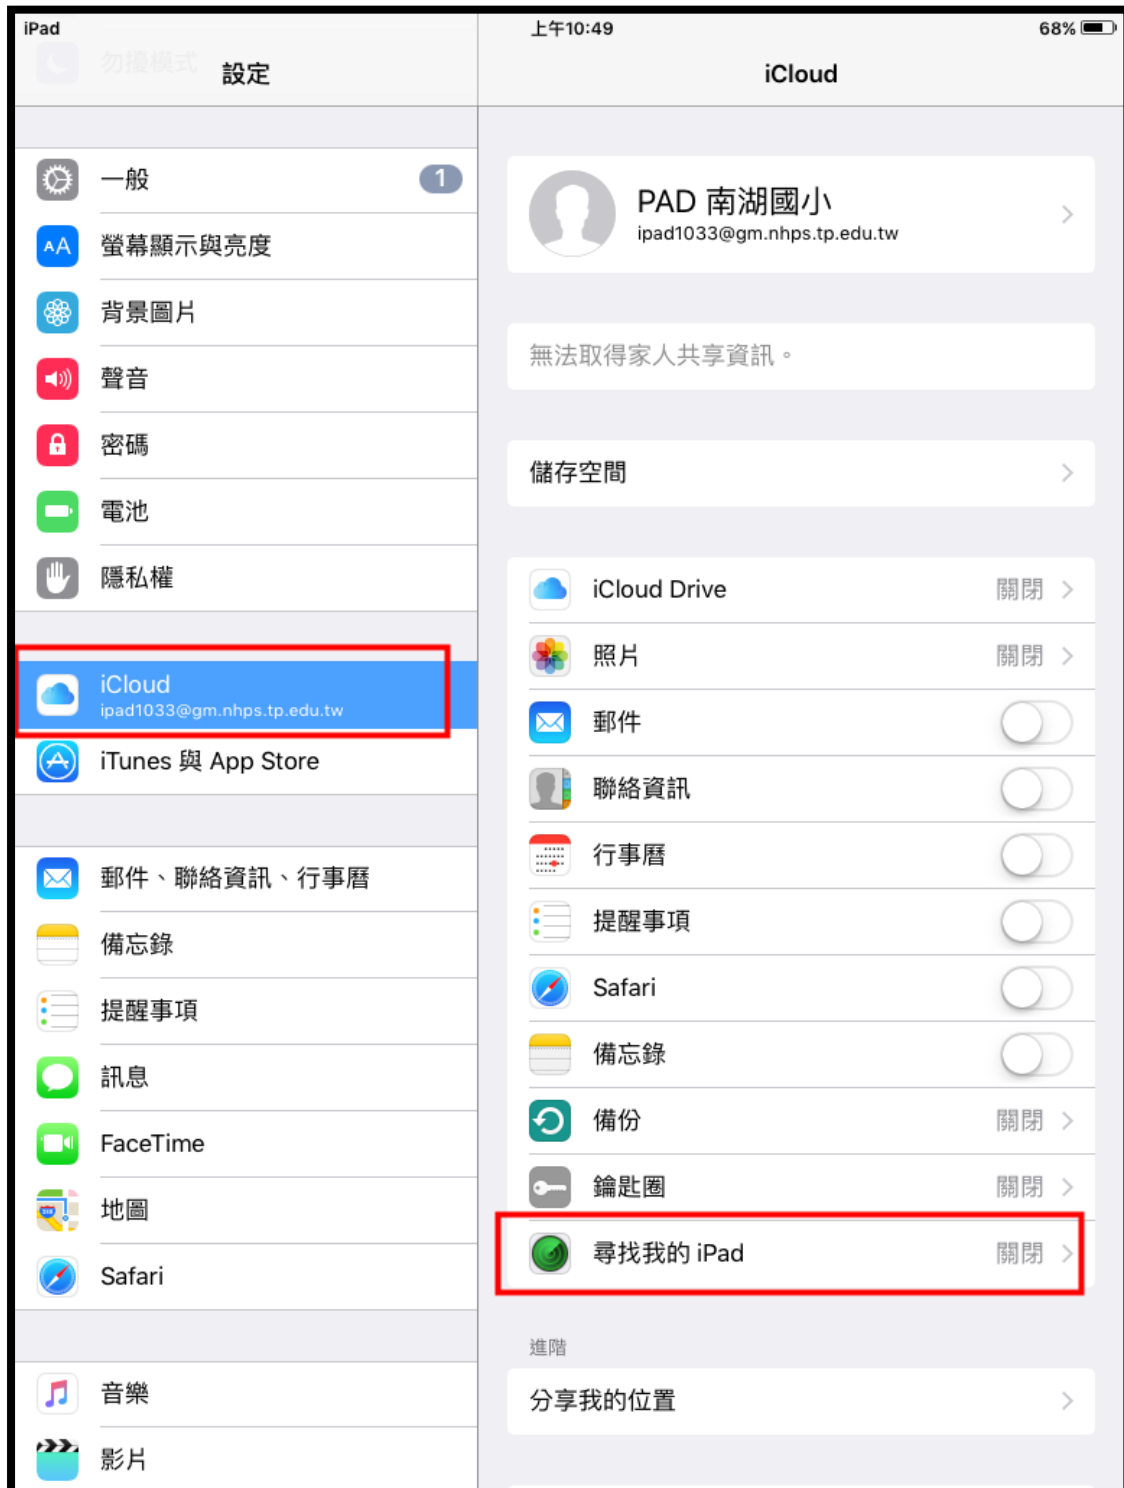 iPad
上午10:49
68%
勿擾模式
設定
一般
1
螢幕顯示與亮度
AA
背景圖片
聲音
密碼
電池
隱私權
iCloud
ipad1033@gm.nhps.tp.edu.tw
iTunes 與 App Store
郵件、聯絡資訊、行事曆
備忘錄
提醒事項
訊息
FaceTime
地圖
Safari
音樂
影片
iCloud
PAD 南湖國小
ipad1033@gm.nhps.tp.edu.tw
無法取得家人共享資訊。
儲存空間
iCloud Drive 關閉
照片 關閉
郵件
聯絡資訊
行事曆
提醒事項
Safari
備忘錄
備份 關閉
鑰匙圈 關閉
尋找我的 iPad 關閉
進階
分享我的位置